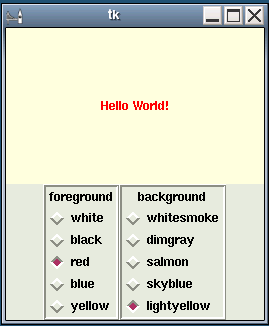 tk
Hello World!
foreground
white
black
red
blue
yellow
background
whitesmoke
dimgray
salmon
skyblue
lightyellow